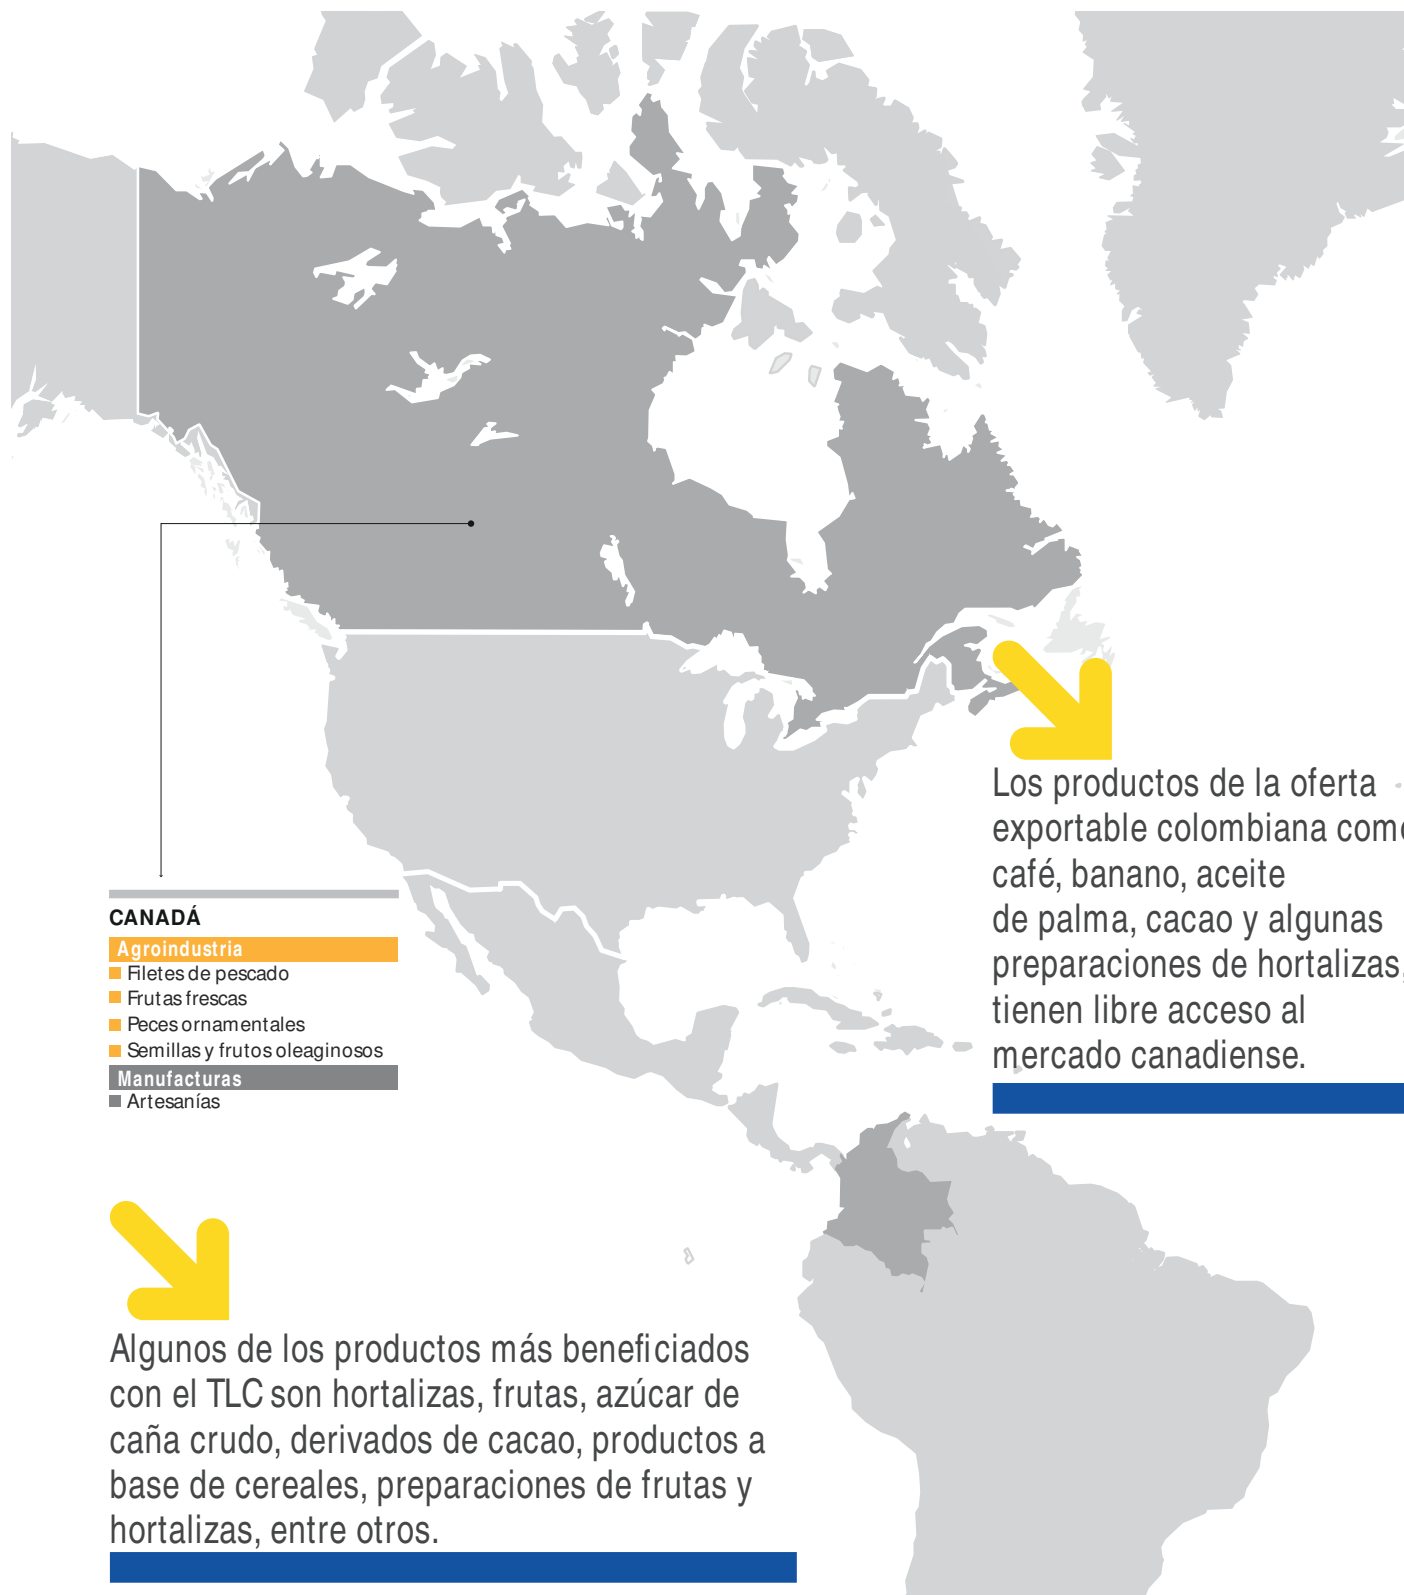 Los productos de la oferta
exportable colombiana como
café, banano, aceite
de palma, cacao y algunas
preparaciones de hortalizas,
tienen libre acceso al
mercado canadiense.
CANADÁ
Agroindustria
Filetes de pescado
Frutas frescas
Peces ornamentales
Semillas y frutos oleaginosos
Manufacturas
Artesanías
Algunos de los productos más beneficiados
con el TLC son hortalizas, frutas, azúcar de
caña crudo, derivados de cacao, productos a
base de cereales, preparaciones de frutas y
hortalizas, entre otros.